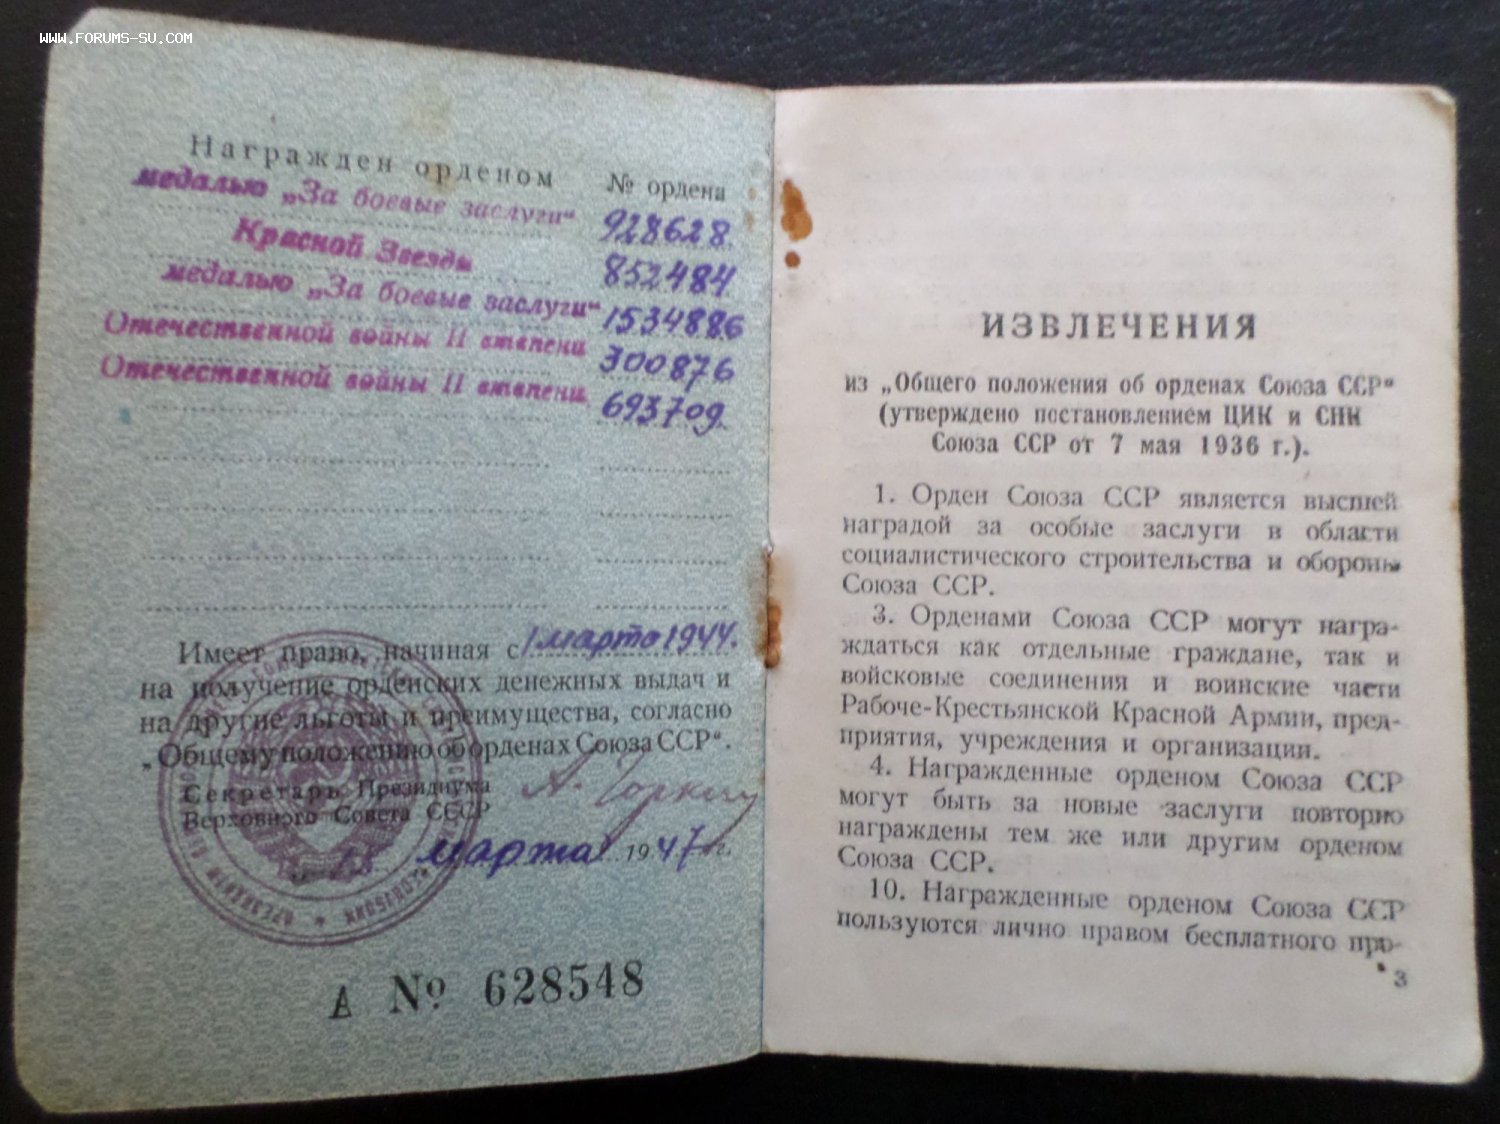 www.forums-su.com
Награжден орденом № ордена
медалью „За боевые заслуги“ 928628
Красной Звезды 852484
медалью „За боевые заслуги“ 1534886
Отечественной войны II степени 300876
Отечественной войны II степени 693709
Имеет право, начиная с 1 марта 1944.
на получение орденских денежных выдач и
на другие льготы и преимущества, согласно
„Общему положению об орденах Союза ССР“.
Секретарь Президиума
Верховного Совета СССР
А. Горкин
марта 1947 г.
А № 628548
ИЗВЛЕЧЕНИЯ
из „Общего положения об орденах Союза ССР“
(утверждено постановлением ЦИК и СНК
Союза ССР от 7 мая 1936 г.).
1. Орден Союза ССР является высшей
наградой за особые заслуги в области
социалистического строительства и обороны
Союза ССР.
3. Орденами Союза ССР могут награ-
ждаться как отдельные граждане, так и
войсковые соединения и воинские части
Рабоче-Крестьянской Красной Армии, пред-
приятия, учреждения и организации.
4. Награжденные орденом Союза ССР
могут быть за новые заслуги повторно
награждены тем же или другим орденом
Союза ССР.
10. Награжденные орденом Союза ССР
пользуются лично правом бесплатного про-
3